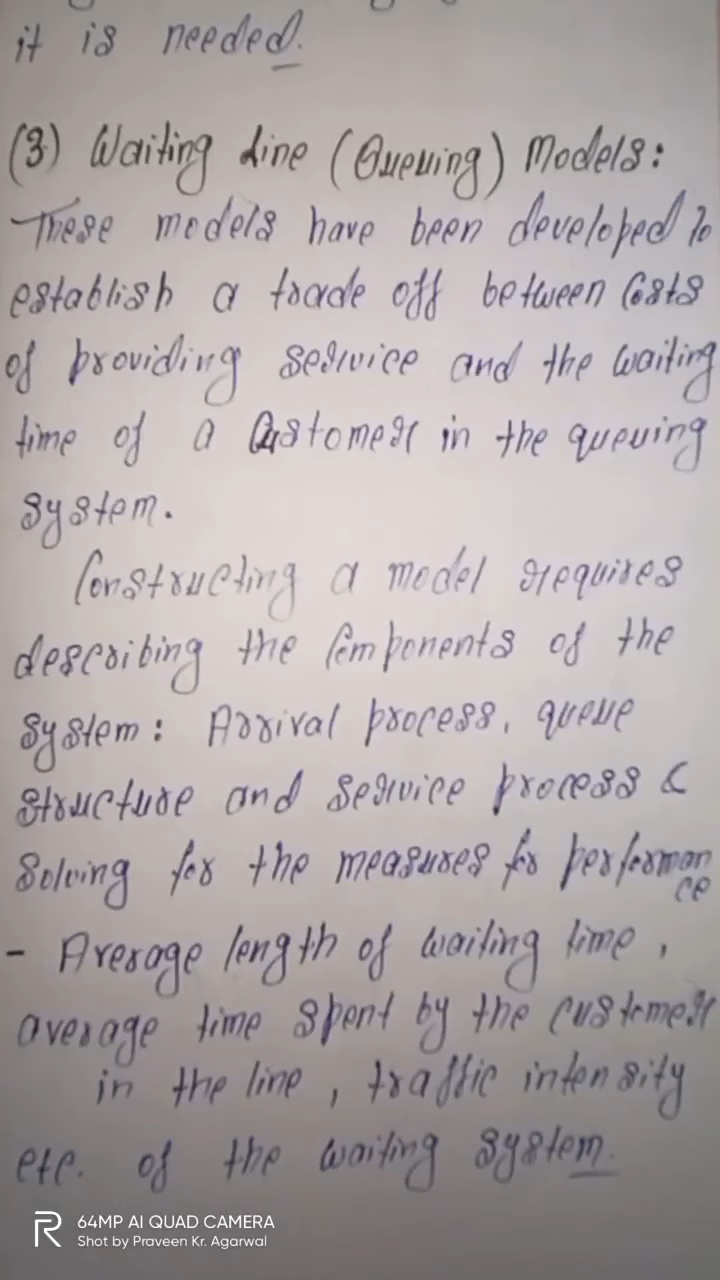 it is needed.
(3) Waiting Line (Queuing) Models:
These models have been developed to
establish a trade off between Costs
of providing service and the waiting
time of a Customer in the queuing
system.
Constructing a model requires
describing the Components of the
system: Arrival process, queue
structure and service process &
Solving for the measures for performan
ce
- Average length of waiting time,
average time spent by the customer
in the line, traffic intensity
etc. of the waiting system.
64MP AI QUAD CAMERA
Shot by Praveen Kr. Agarwal